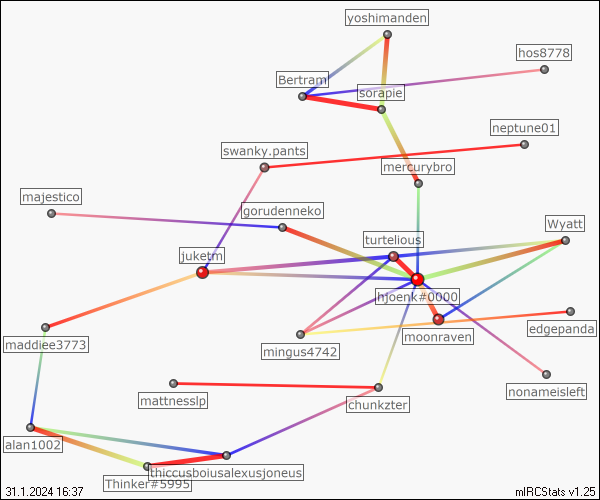 yoshimanden
hos8778
Bertram
sorapie
neptune01
swanky.pants
mercurybro
majestico
gorudenneko
Wyatt
turtelious
juketm
hjoenk#0000
edgepanda
moonraven
maddiee3773
mingus4742
nonameisleft
mattnesslp
chunkzter
alan1002
thiccusboiusalexusjoneus
Thinker#5995
31.1.2024 16:37
mIRCStats v1.25